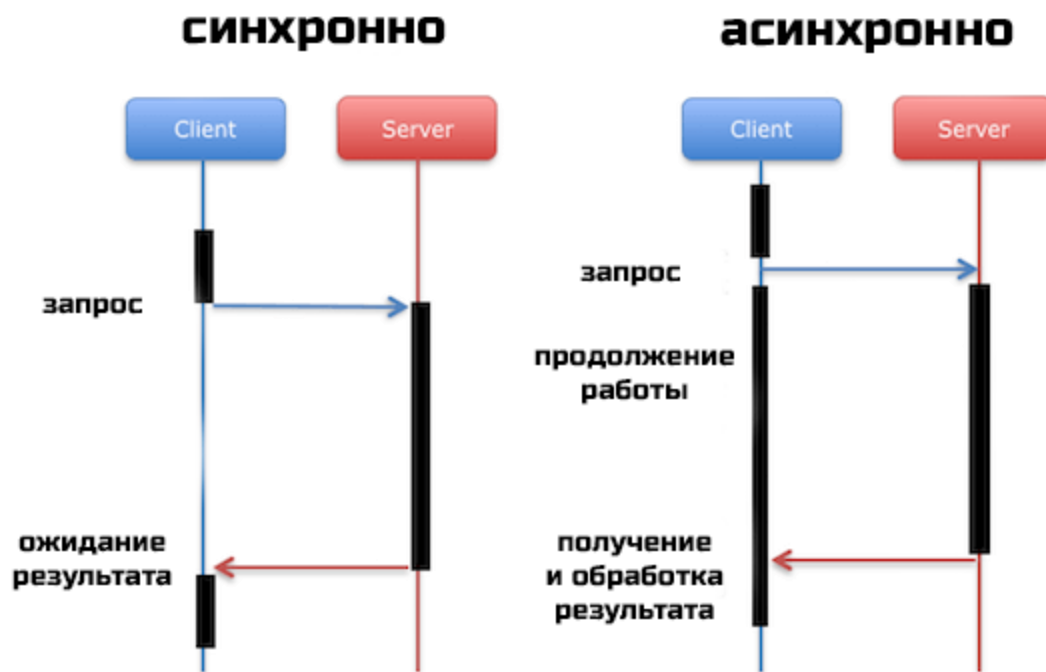 синхронно
Client
Server
запрос
ожидание
результата
асинхронно
Client
Server
запрос
продолжение
работы
получение
и обработка
результата